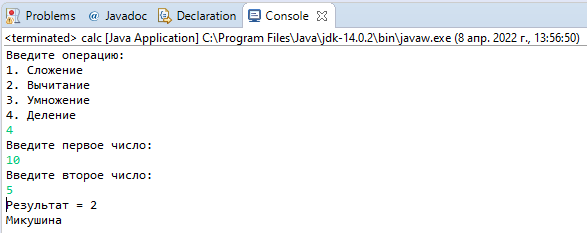 Problems @ Javadoc Declaration Console
<terminated> calc [Java Application] C:\Program Files\Java\jdk-14.0.2\bin\javaw.exe (8 апр. 2022 г., 13:56:50)
Введите операцию:
1. Сложение
2. Вычитание
3. Умножение
4. Деление
4
Введите первое число:
10
Введите второе число:
5
Результат = 2
Микушина